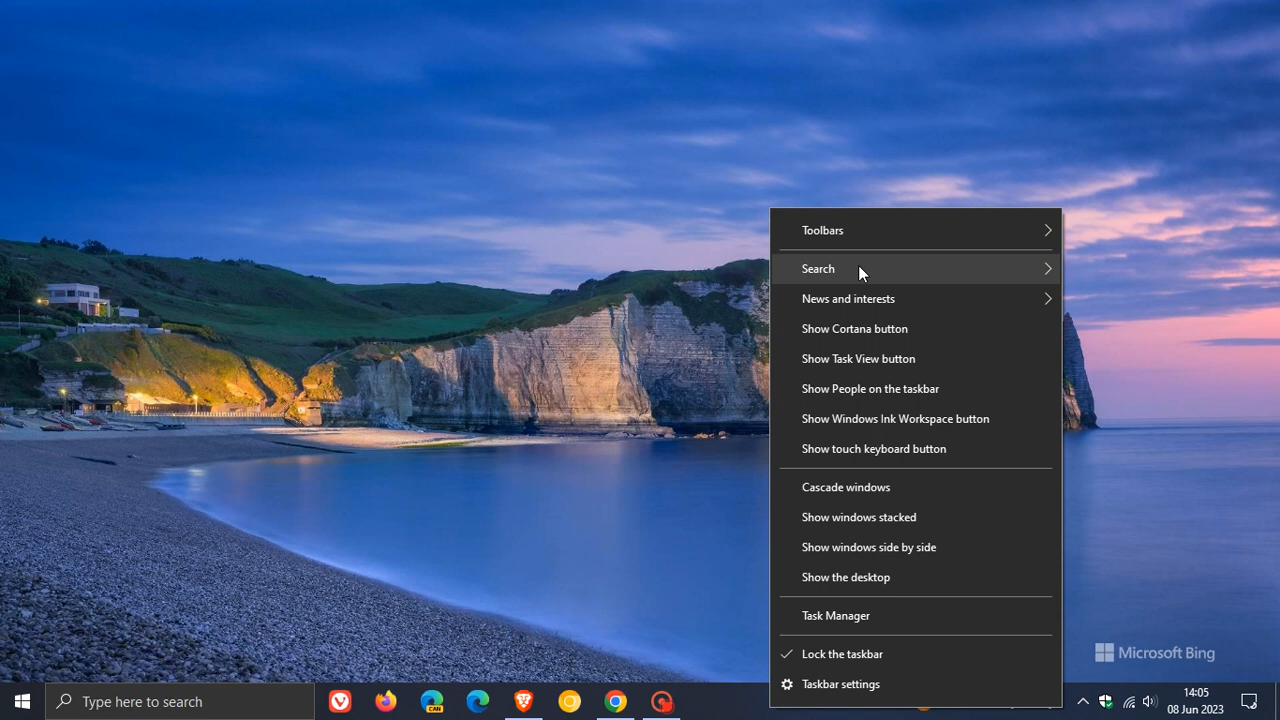 Toolbars
Search
News and interests
Show Cortana button
Show Task View button
Show People on the taskbar
Show Windows Ink Workspace button
Show touch keyboard button
Cascade windows
Show windows stacked
Show windows side by side
Show the desktop
Task Manager
Lock the taskbar
Taskbar settings
Microsoft Bing
Type here to search
CAN
14:05
08 Jun 2023